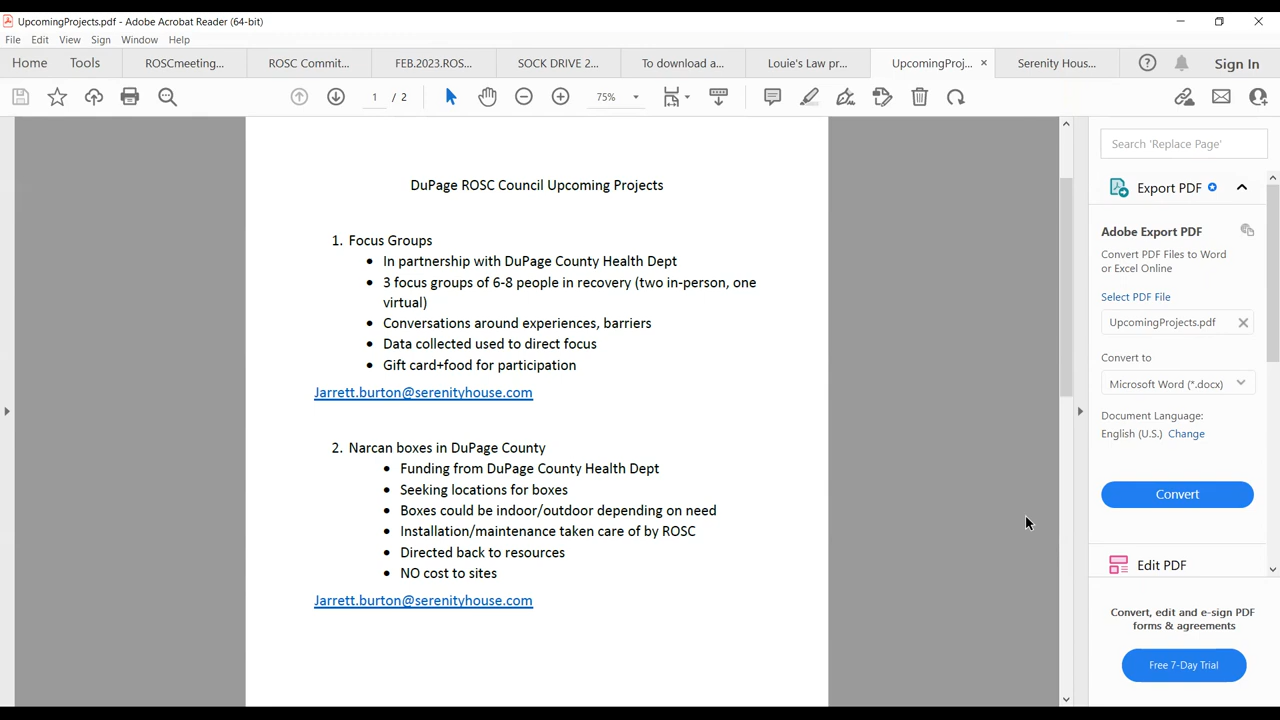 UpcomingProjects.pdf - Adobe Acrobat Reader (64-bit)
File Edit View Sign Window Help
Home Tools ROSCmeeting... ROSC Commit... FEB.2023.ROS... SOCK DRIVE 2... To download a... Louie's Law pr... UpcomingProj... × Serenity Hous... Sign In
1 / 2 75%
DuPage ROSC Council Upcoming Projects
1. Focus Groups
• In partnership with DuPage County Health Dept
• 3 focus groups of 6-8 people in recovery (two in-person, one
virtual)
• Conversations around experiences, barriers
• Data collected used to direct focus
• Gift card+food for participation
Jarrett.burton@serenityhouse.com
2. Narcan boxes in DuPage County
• Funding from DuPage County Health Dept
• Seeking locations for boxes
• Boxes could be indoor/outdoor depending on need
• Installation/maintenance taken care of by ROSC
• Directed back to resources
• NO cost to sites
Jarrett.burton@serenityhouse.com
Search 'Replace Page'
Export PDF
Adobe Export PDF
Convert PDF Files to Word
or Excel Online
Select PDF File
UpcomingProjects.pdf
Convert to
Microsoft Word (*.docx)
Document Language:
English (U.S.) Change
Convert
Edit PDF
Convert, edit and e-sign PDF
forms & agreements
Free 7-Day Trial